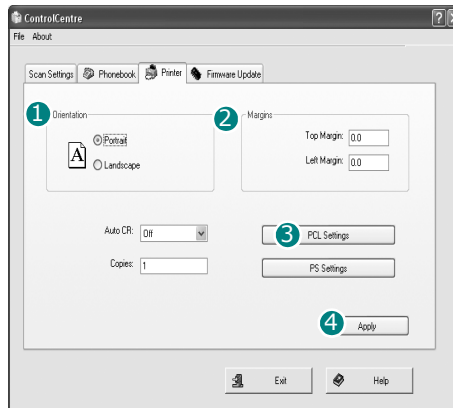 ControlCentre
File About
Scan Settings Phonebook Printer Firmware Update
1 Orientation
Portrait
A
Landscape
2 Margins
Top Margin: 0.0
Left Margin: 0.0
Auto CR: Off
Copies: 1
3 PCL Settings
PS Settings
4 Apply
Exit Help